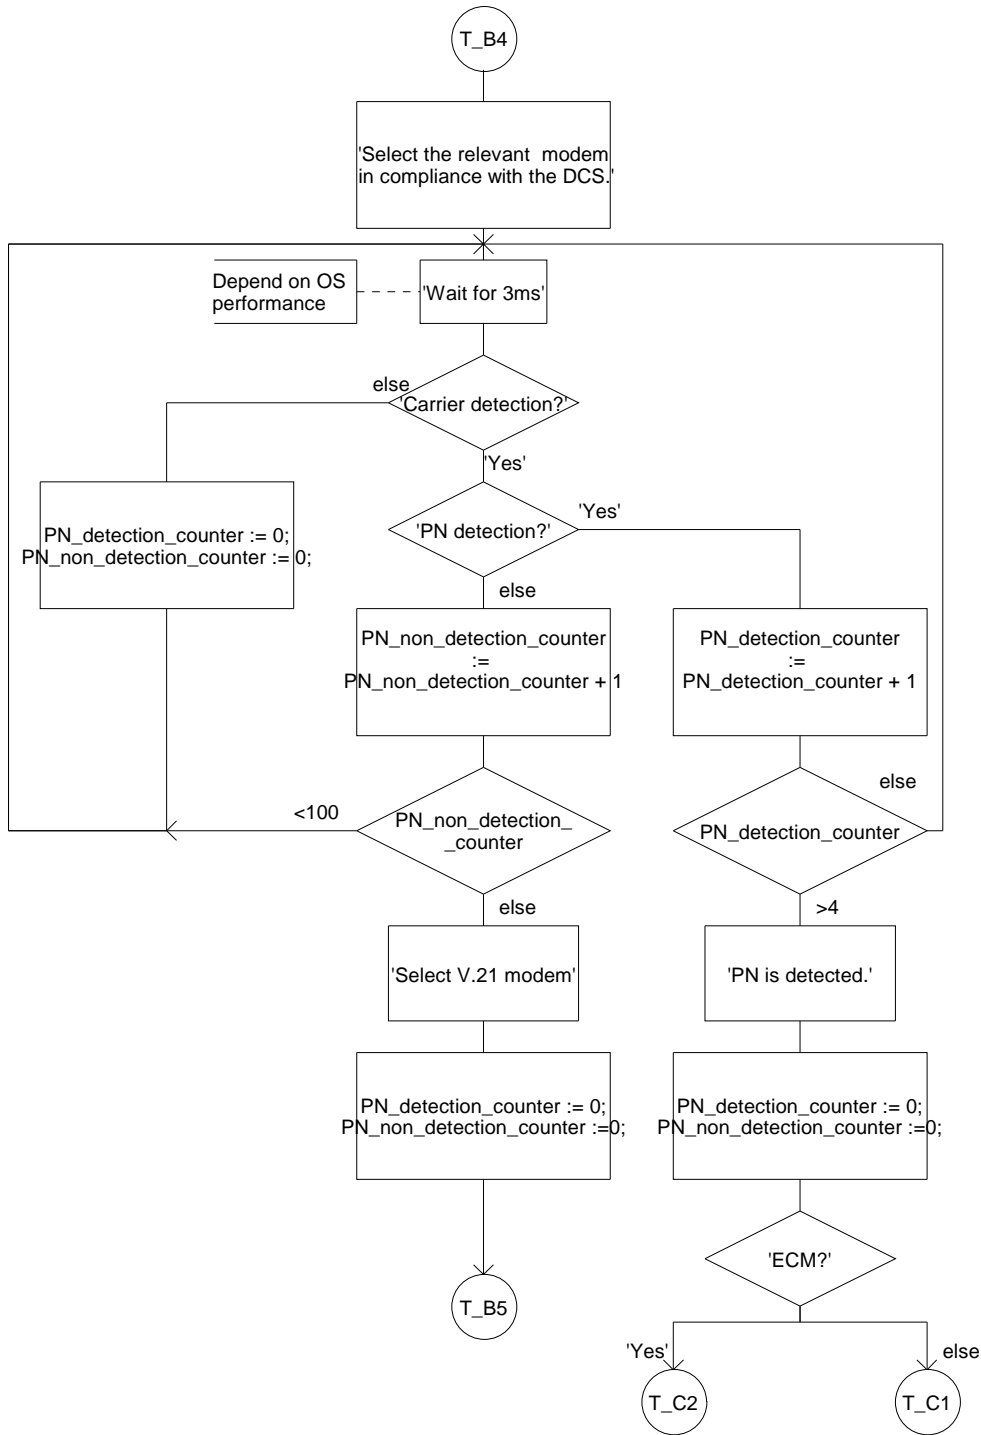 T_B4
'Select the relevant  modem
in compliance with the DCS.'
Depend on OS
performance
'Wait for 3ms'
else
'Carrier detection?'
'Yes'
'PN detection?'
'Yes'
PN_detection_counter := 0;
PN_non_detection_counter := 0;
else
PN_non_detection_counter
:=
PN_non_detection_counter + 1
PN_detection_counter
:=
PN_detection_counter + 1
<100
PN_non_detection_
_counter
else
PN_detection_counter
else
>4
'Select V.21 modem'
'PN is detected.'
PN_detection_counter := 0;
PN_non_detection_counter :=0;
PN_detection_counter := 0;
PN_non_detection_counter :=0;
'ECM?'
T_B5
'Yes'
else
T_C2
T_C1